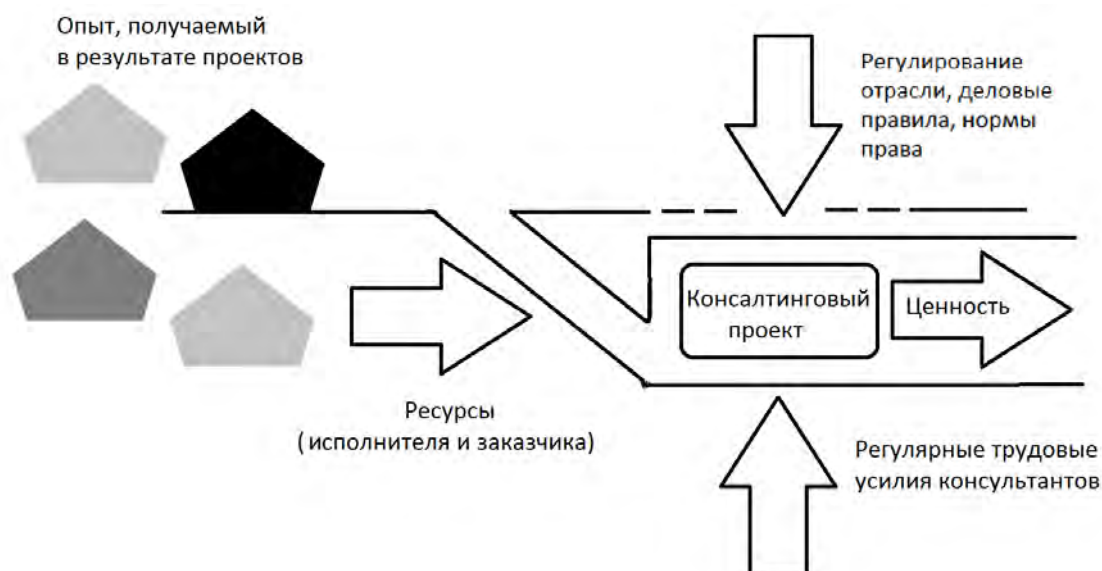 Опыт, получаемый
в результате проектов
Регулирование
отрасли, деловые
правила, нормы
права
Консалтинговый
проект
Ценность
Ресурсы
(исполнителя и заказчика)
Регулярные трудовые
усилия консультантов